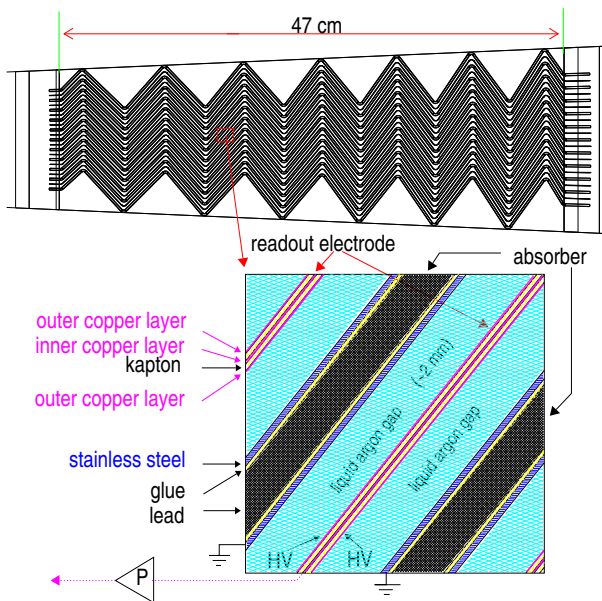 47 cm
readout electrode
absorber
outer copper layer
inner copper layer
kapton
outer copper layer
(~2 mm)
liquid argon gap
liquid argon gap
stainless steel
glue
lead
HV
HV
P